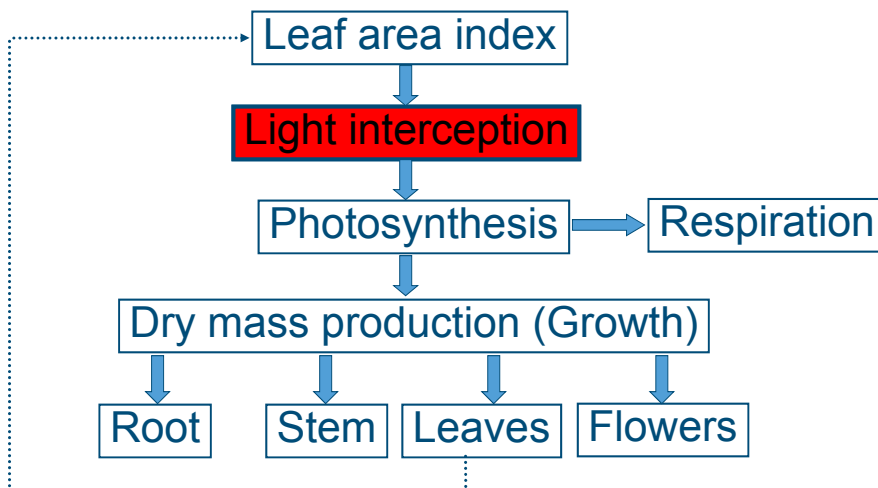 Leaf area index
Light interception
Photosynthesis
Respiration
Dry mass production (Growth)
Root
Stem
Leaves
Flowers